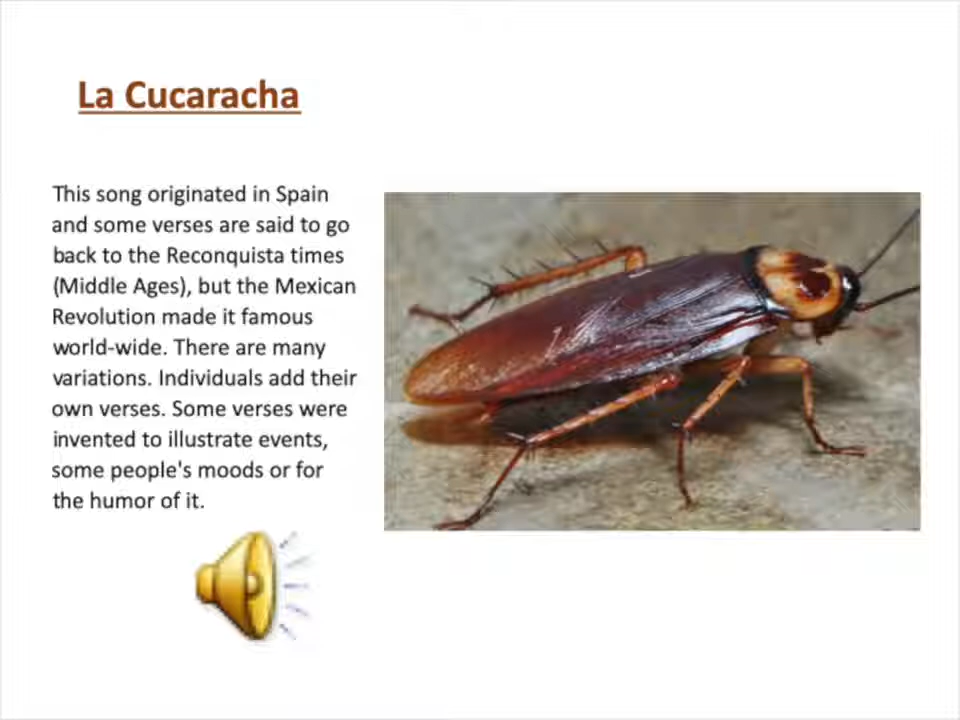 La Cucaracha
This song originated in Spain
and some verses are said to go
back to the Reconquista times
(Middle Ages), but the Mexican
Revolution made it famous
world-wide. There are many
variations. Individuals add their
own verses. Some verses were
invented to illustrate events,
some people's moods or for
the humor of it.